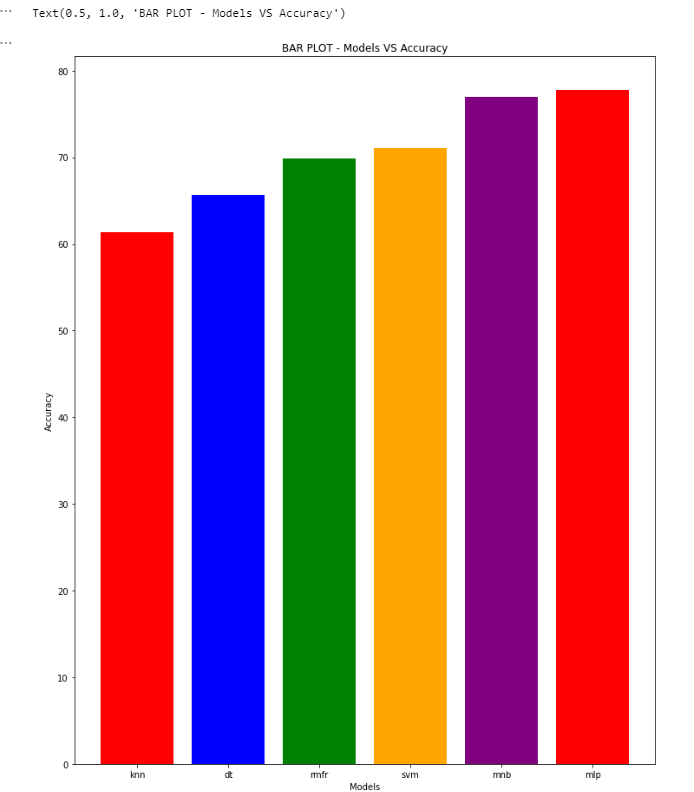 ... Text(0.5, 1.0, 'BAR PLOT - Models VS Accuracy')
...
BAR PLOT - Models VS Accuracy
80
70
60
50
40
30
20
10
0
Accuracy
knn dt rmfr svm mnb mlp
Models